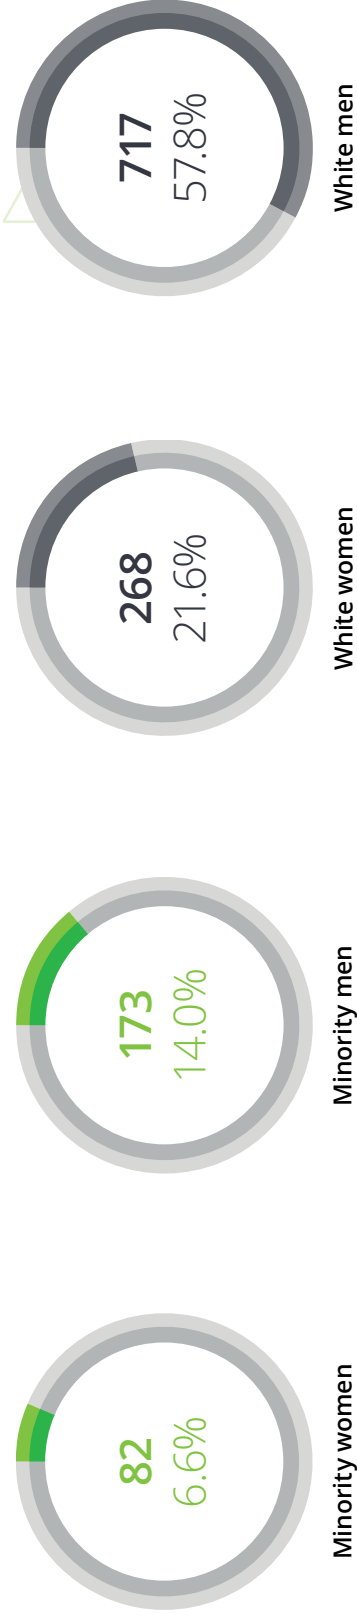 82
6.6%
Minority women
173
14.0%
Minority men
268
21.6%
White women
717
57.8%
White men